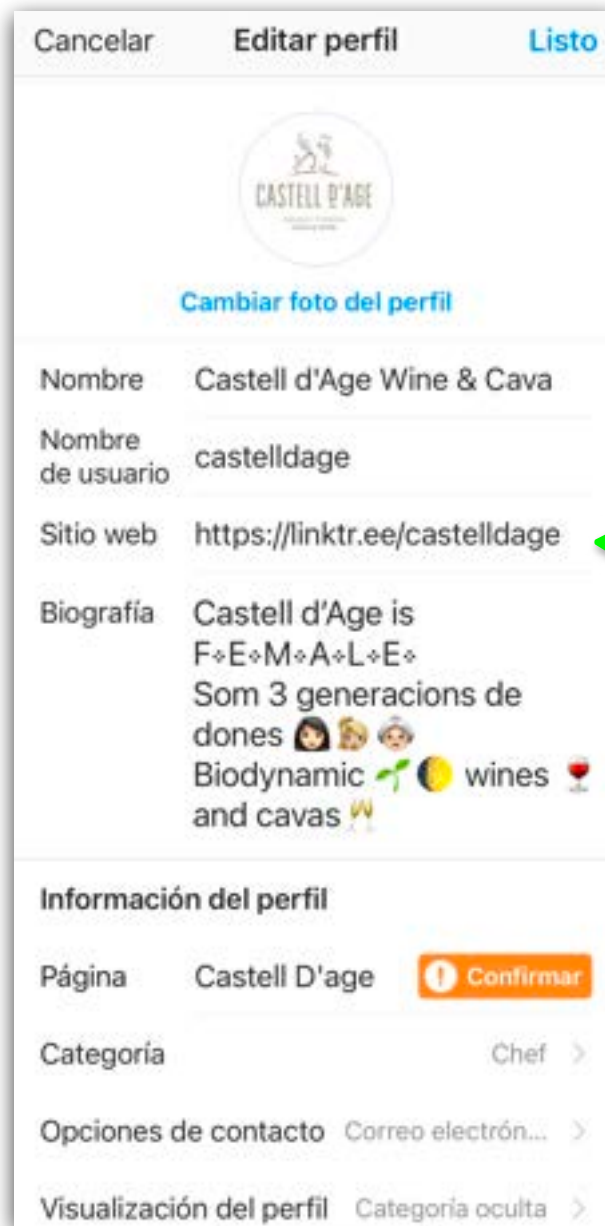 Cancelar Editar perfil Listo
CASTELL D'AGE
Cambiar foto del perfil
Nombre Castell d'Age Wine & Cava
Nombre
de usuario castelldage
Sitio web https://linktr.ee/castelldage
Biografía Castell d'Age is
F⟡E⟡M⟡A⟡L⟡E⟡
Som 3 generacions de
dones 👩🏻👱🏼‍♀️👵🏼
Biodynamic 🌱🌔 wines 🍷
and cavas 🥂
Información del perfil
Página Castell D'age ! Confirmar
Categoría Chef >
Opciones de contacto Correo electrón... >
Visualización del perfil Categoría oculta >